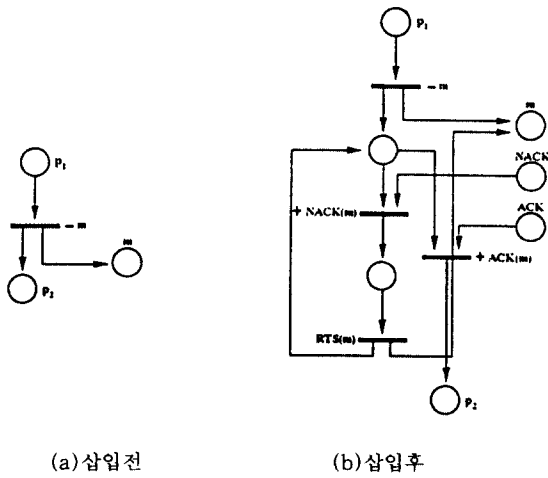 p₁
− m
m
p₂
(a)삽입전
p₁
− m
m
NACK
ACK
+ NACK(m)
+ ACK(m)
RTS(m)
p₂
(b)삽입후